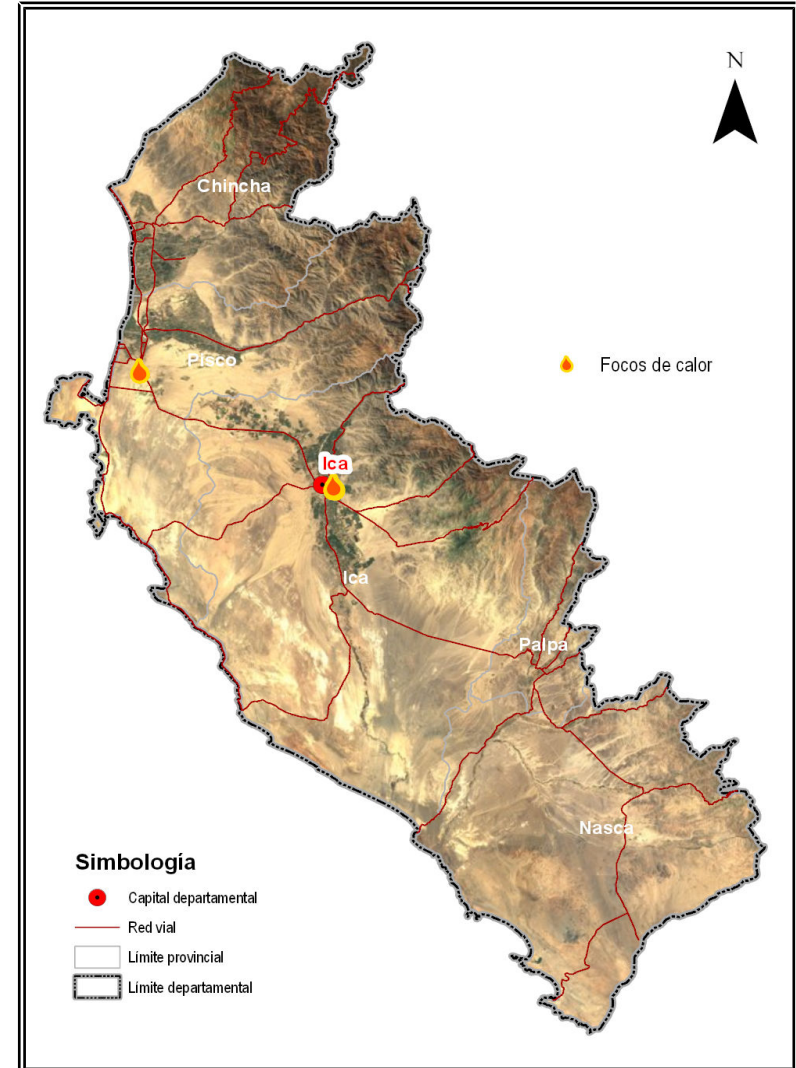 N
Chincha
Pisco
Focos de calor
Ica
Ica
Palpa
Nasca
Simbología
Capital departamental
Red vial
Límite provincial
Límite departamental